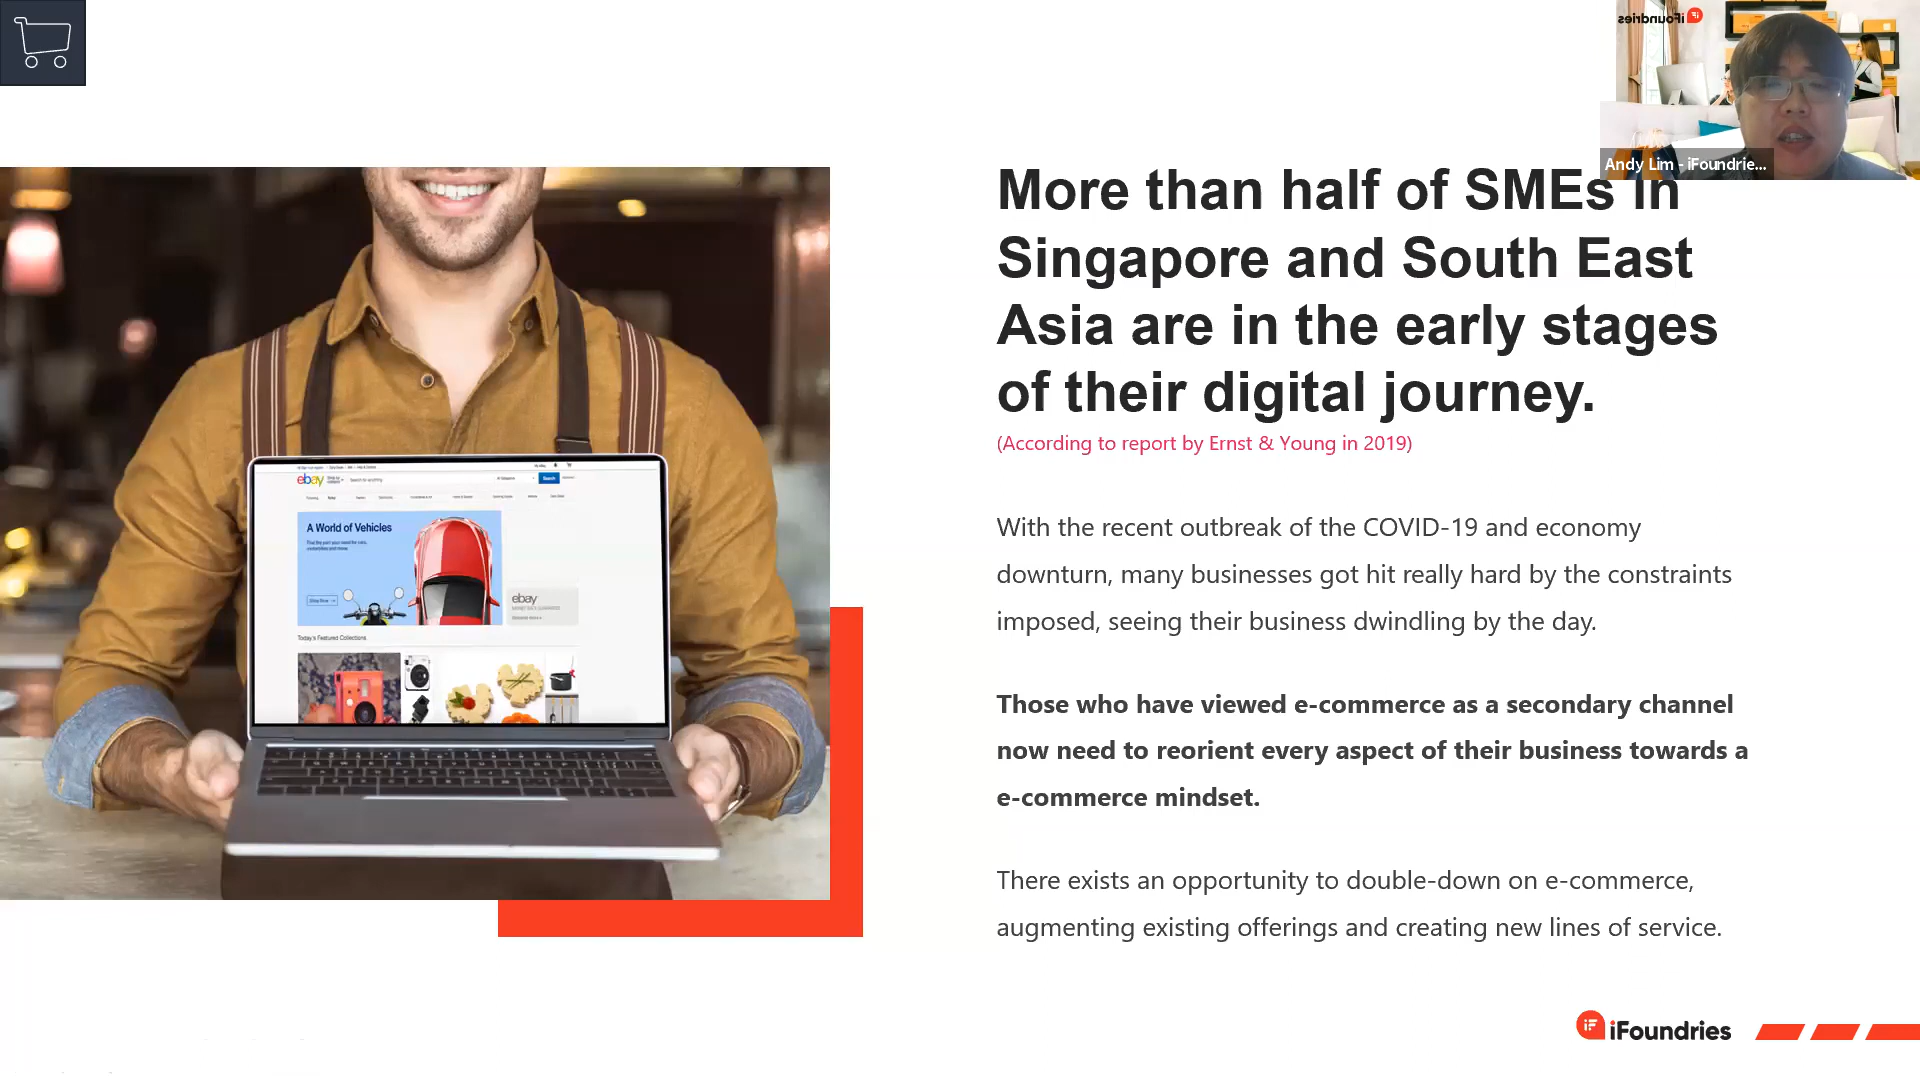 iFoundries
Andy Lim - iFoundrie...
More than half of SMEs in
Singapore and South East
Asia are in the early stages
of their digital journey.
(According to report by Ernst & Young in 2019)
With the recent outbreak of the COVID-19 and economy
downturn, many businesses got hit really hard by the constraints
imposed, seeing their business dwindling by the day.
Those who have viewed e-commerce as a secondary channel
now need to reorient every aspect of their business towards a
e-commerce mindset.
There exists an opportunity to double-down on e-commerce,
augmenting existing offerings and creating new lines of service.
ebay
Search
A World of Vehicles
ebay
Today's Featured Collections
iF iFoundries